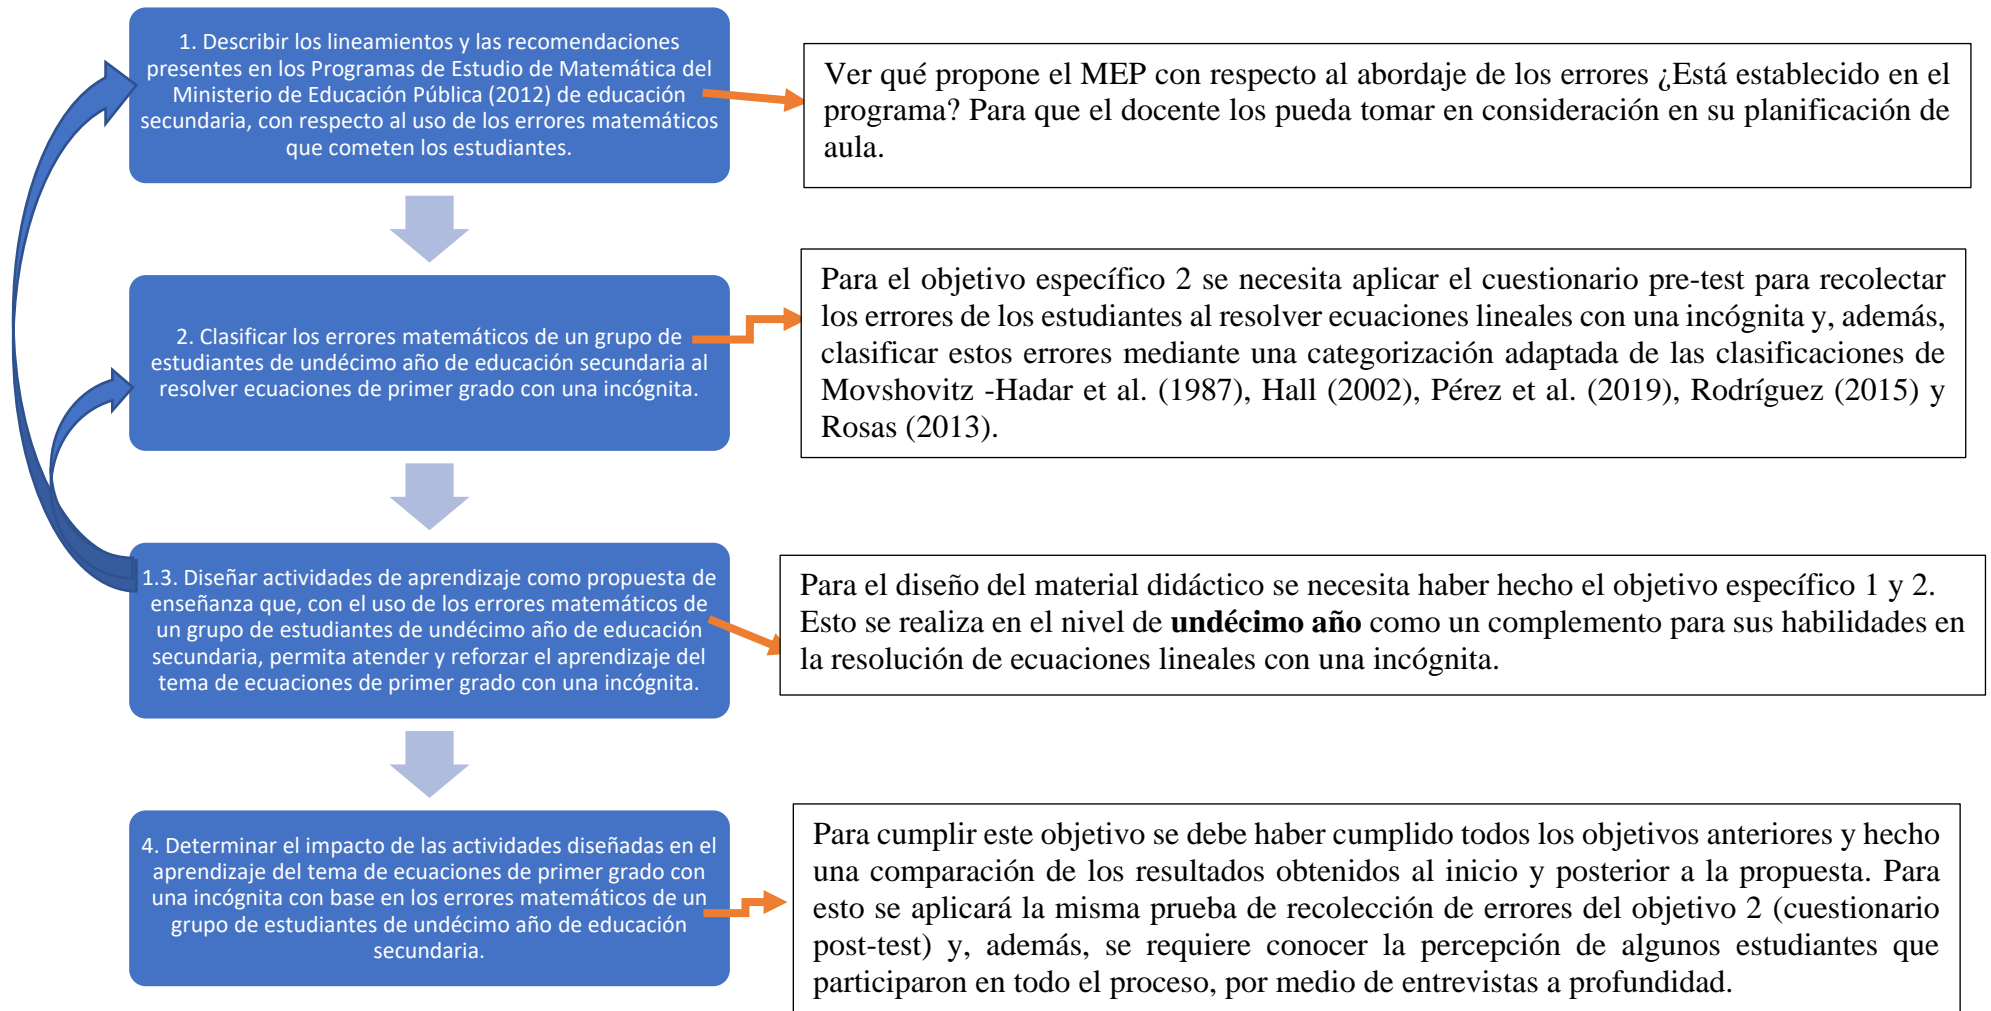 1. Describir los lineamientos y las recomendaciones
presentes en los Programas de Estudio de Matemática del
Ministerio de Educación Pública (2012) de educación
secundaria, con respecto al uso de los errores matemáticos
que cometen los estudiantes.
Ver qué propone el MEP con respecto al abordaje de los errores ¿Está establecido en el
programa? Para que el docente los pueda tomar en consideración en su planificación de
aula.
2. Clasificar los errores matemáticos de un grupo de
estudiantes de undécimo año de educación secundaria al
resolver ecuaciones de primer grado con una incógnita.
Para el objetivo específico 2 se necesita aplicar el cuestionario pre-test para recolectar
los errores de los estudiantes al resolver ecuaciones lineales con una incógnita y, además,
clasificar estos errores mediante una categorización adaptada de las clasificaciones de
Movshovitz -Hadar et al. (1987), Hall (2002), Pérez et al. (2019), Rodríguez (2015) y
Rosas (2013).
1.3. Diseñar actividades de aprendizaje como propuesta de
enseñanza que, con el uso de los errores matemáticos de
un grupo de estudiantes de undécimo año de educación
secundaria, permita atender y reforzar el aprendizaje del
tema de ecuaciones de primer grado con una incógnita.
Para el diseño del material didáctico se necesita haber hecho el objetivo específico 1 y 2.
Esto se realiza en el nivel de undécimo año como un complemento para sus habilidades en
la resolución de ecuaciones lineales con una incógnita.
4. Determinar el impacto de las actividades diseñadas en el
aprendizaje del tema de ecuaciones de primer grado con
una incógnita con base en los errores matemáticos de un
grupo de estudiantes de undécimo año de educación
secundaria.
Para cumplir este objetivo se debe haber cumplido todos los objetivos anteriores y hecho
una comparación de los resultados obtenidos al inicio y posterior a la propuesta. Para
esto se aplicará la misma prueba de recolección de errores del objetivo 2 (cuestionario
post-test) y, además, se requiere conocer la percepción de algunos estudiantes que
participaron en todo el proceso, por medio de entrevistas a profundidad.